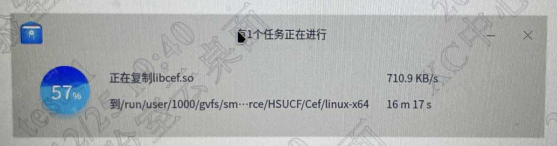 有1个任务正在进行
正在复制libcef.so
710.9 KB/s
57%
到/run/user/1000/gvfs/sm···rce/HSUCF/Cef/linux-x64
16 m 17 s